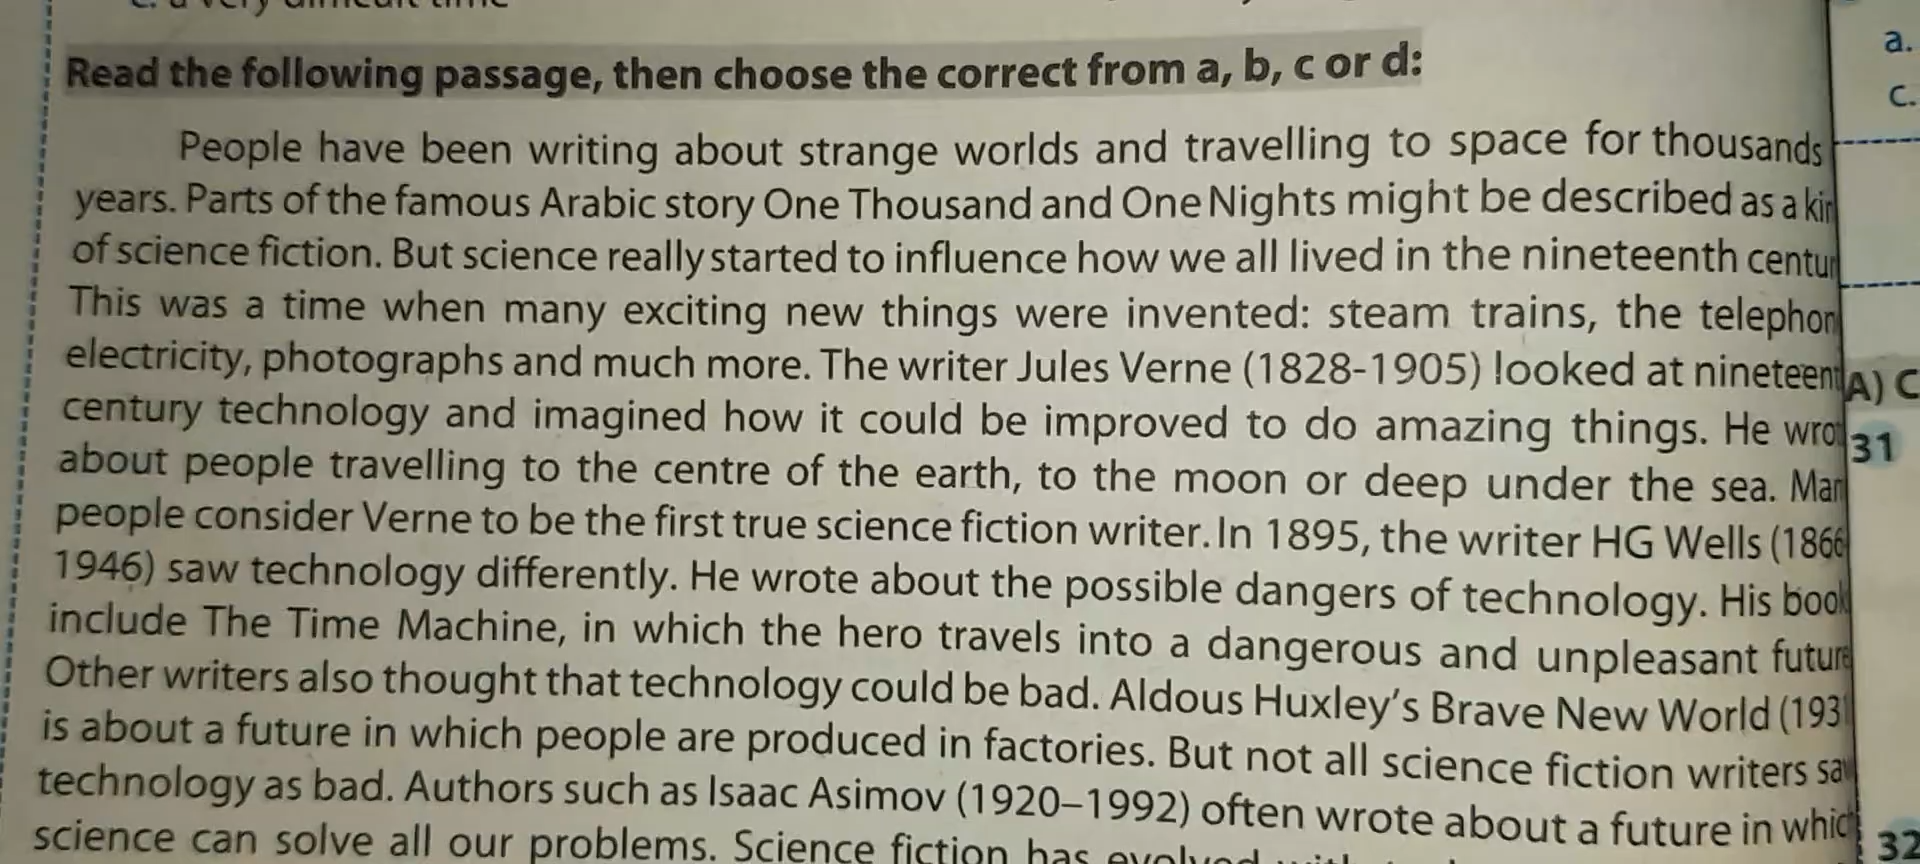 a very difficult time
Read the following passage, then choose the correct from a, b, c or d:
People have been writing about strange worlds and travelling to space for thousands
years. Parts of the famous Arabic story One Thousand and One Nights might be described as a
of science fiction. But science really started to influence how we all lived in the nineteenth
This was a time when many exciting new things were invented: steam trains, the
electricity, photographs and much more. The writer Jules Verne (1828-1905) looked at
century technology and imagined how it could be improved to do amazing things. He
about people travelling to the centre of the earth, to the moon or deep under the sea.
people consider Verne to be the first true science fiction writer. In 1895, the writer HG Wells (1866
1946) saw technology differently. He wrote about the possible dangers of technology. His
include The Time Machine, in which the hero travels into a dangerous and unpleasant
Other writers also thought that technology could be bad. Aldous Huxley's Brave New World
is about a future in which people are produced in factories. But not all science fiction writers
technology as bad. Authors such as Isaac Asimov (1920–1992) often wrote about a future in
science can solve all our problems. Science fiction has evolved
a.
c.
A) C
31
32